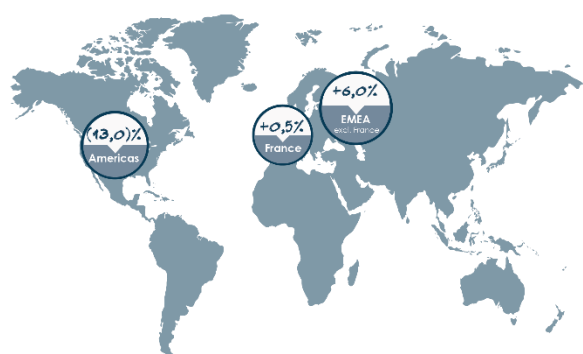 (13,0)%
Americas
+0,5%
France
+6,0%
EMEA
excl. France